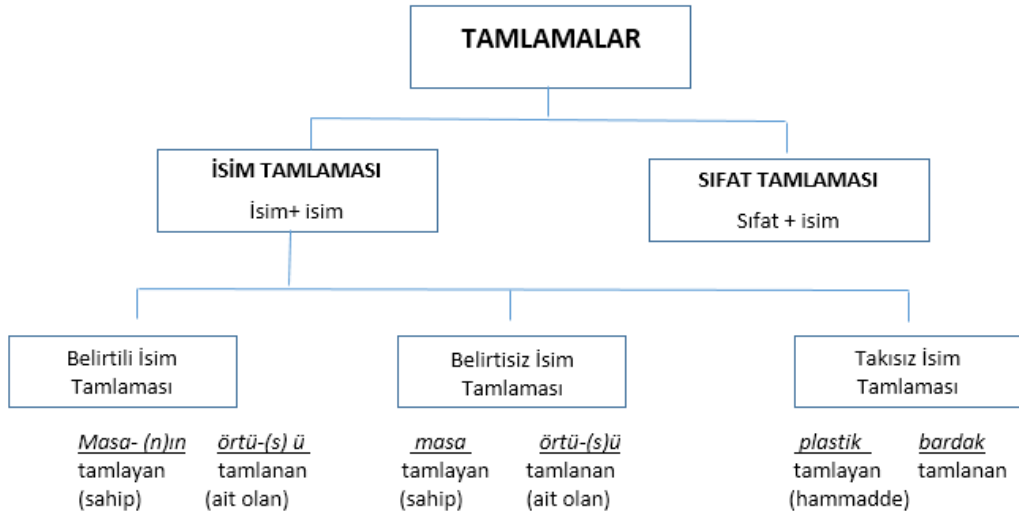 TAMLAMALAR
İSİM TAMLAMASI
İsim+ isim
SIFAT TAMLAMASI
Sıfat + isim
Belirtili İsim
Tamlaması
Belirtisiz İsim
Tamlaması
Takısız İsim
Tamlaması
Masa- (n)ın örtü-(s) ü
tamlayan tamlanan
(sahip) (ait olan)
masa örtü-(s)ü
tamlayan tamlanan
(sahip) (ait olan)
plastik bardak
tamlayan tamlanan
(hammadde)